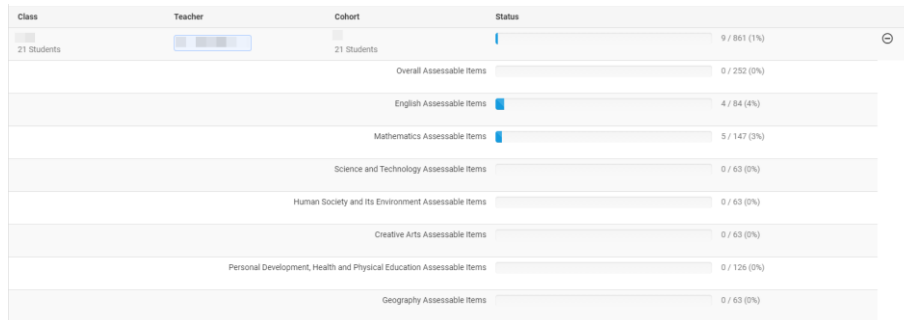 Class Teacher Cohort Status
21 Students 21 Students 9 / 861 (1%)
Overall Assessable Items 0 / 252 (0%)
English Assessable Items 4 / 84 (4%)
Mathematics Assessable Items 5 / 147 (3%)
Science and Technology Assessable Items 0 / 63 (0%)
Human Society and Its Environment Assessable Items 0 / 63 (0%)
Creative Arts Assessable Items 0 / 63 (0%)
Personal Development, Health and Physical Education Assessable Items 0 / 126 (0%)
Geography Assessable Items 0 / 63 (0%)